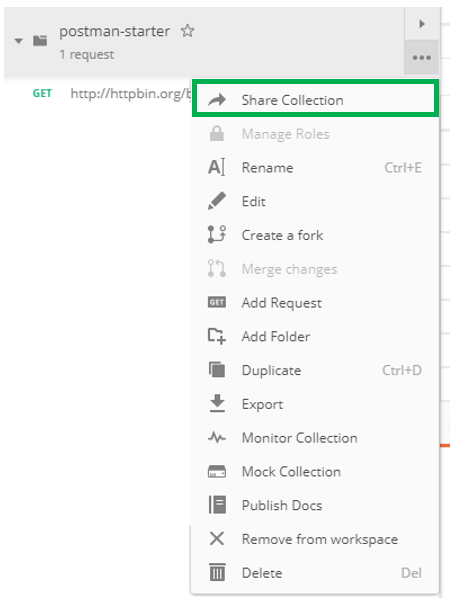 postman-starter
1 request
GET http://httpbin.org/
Share Collection
Manage Roles
Rename Ctrl+E
Edit
Create a fork
Merge changes
GET Add Request
Add Folder
Duplicate Ctrl+D
Export
Monitor Collection
Mock Collection
Publish Docs
Remove from workspace
Delete Del